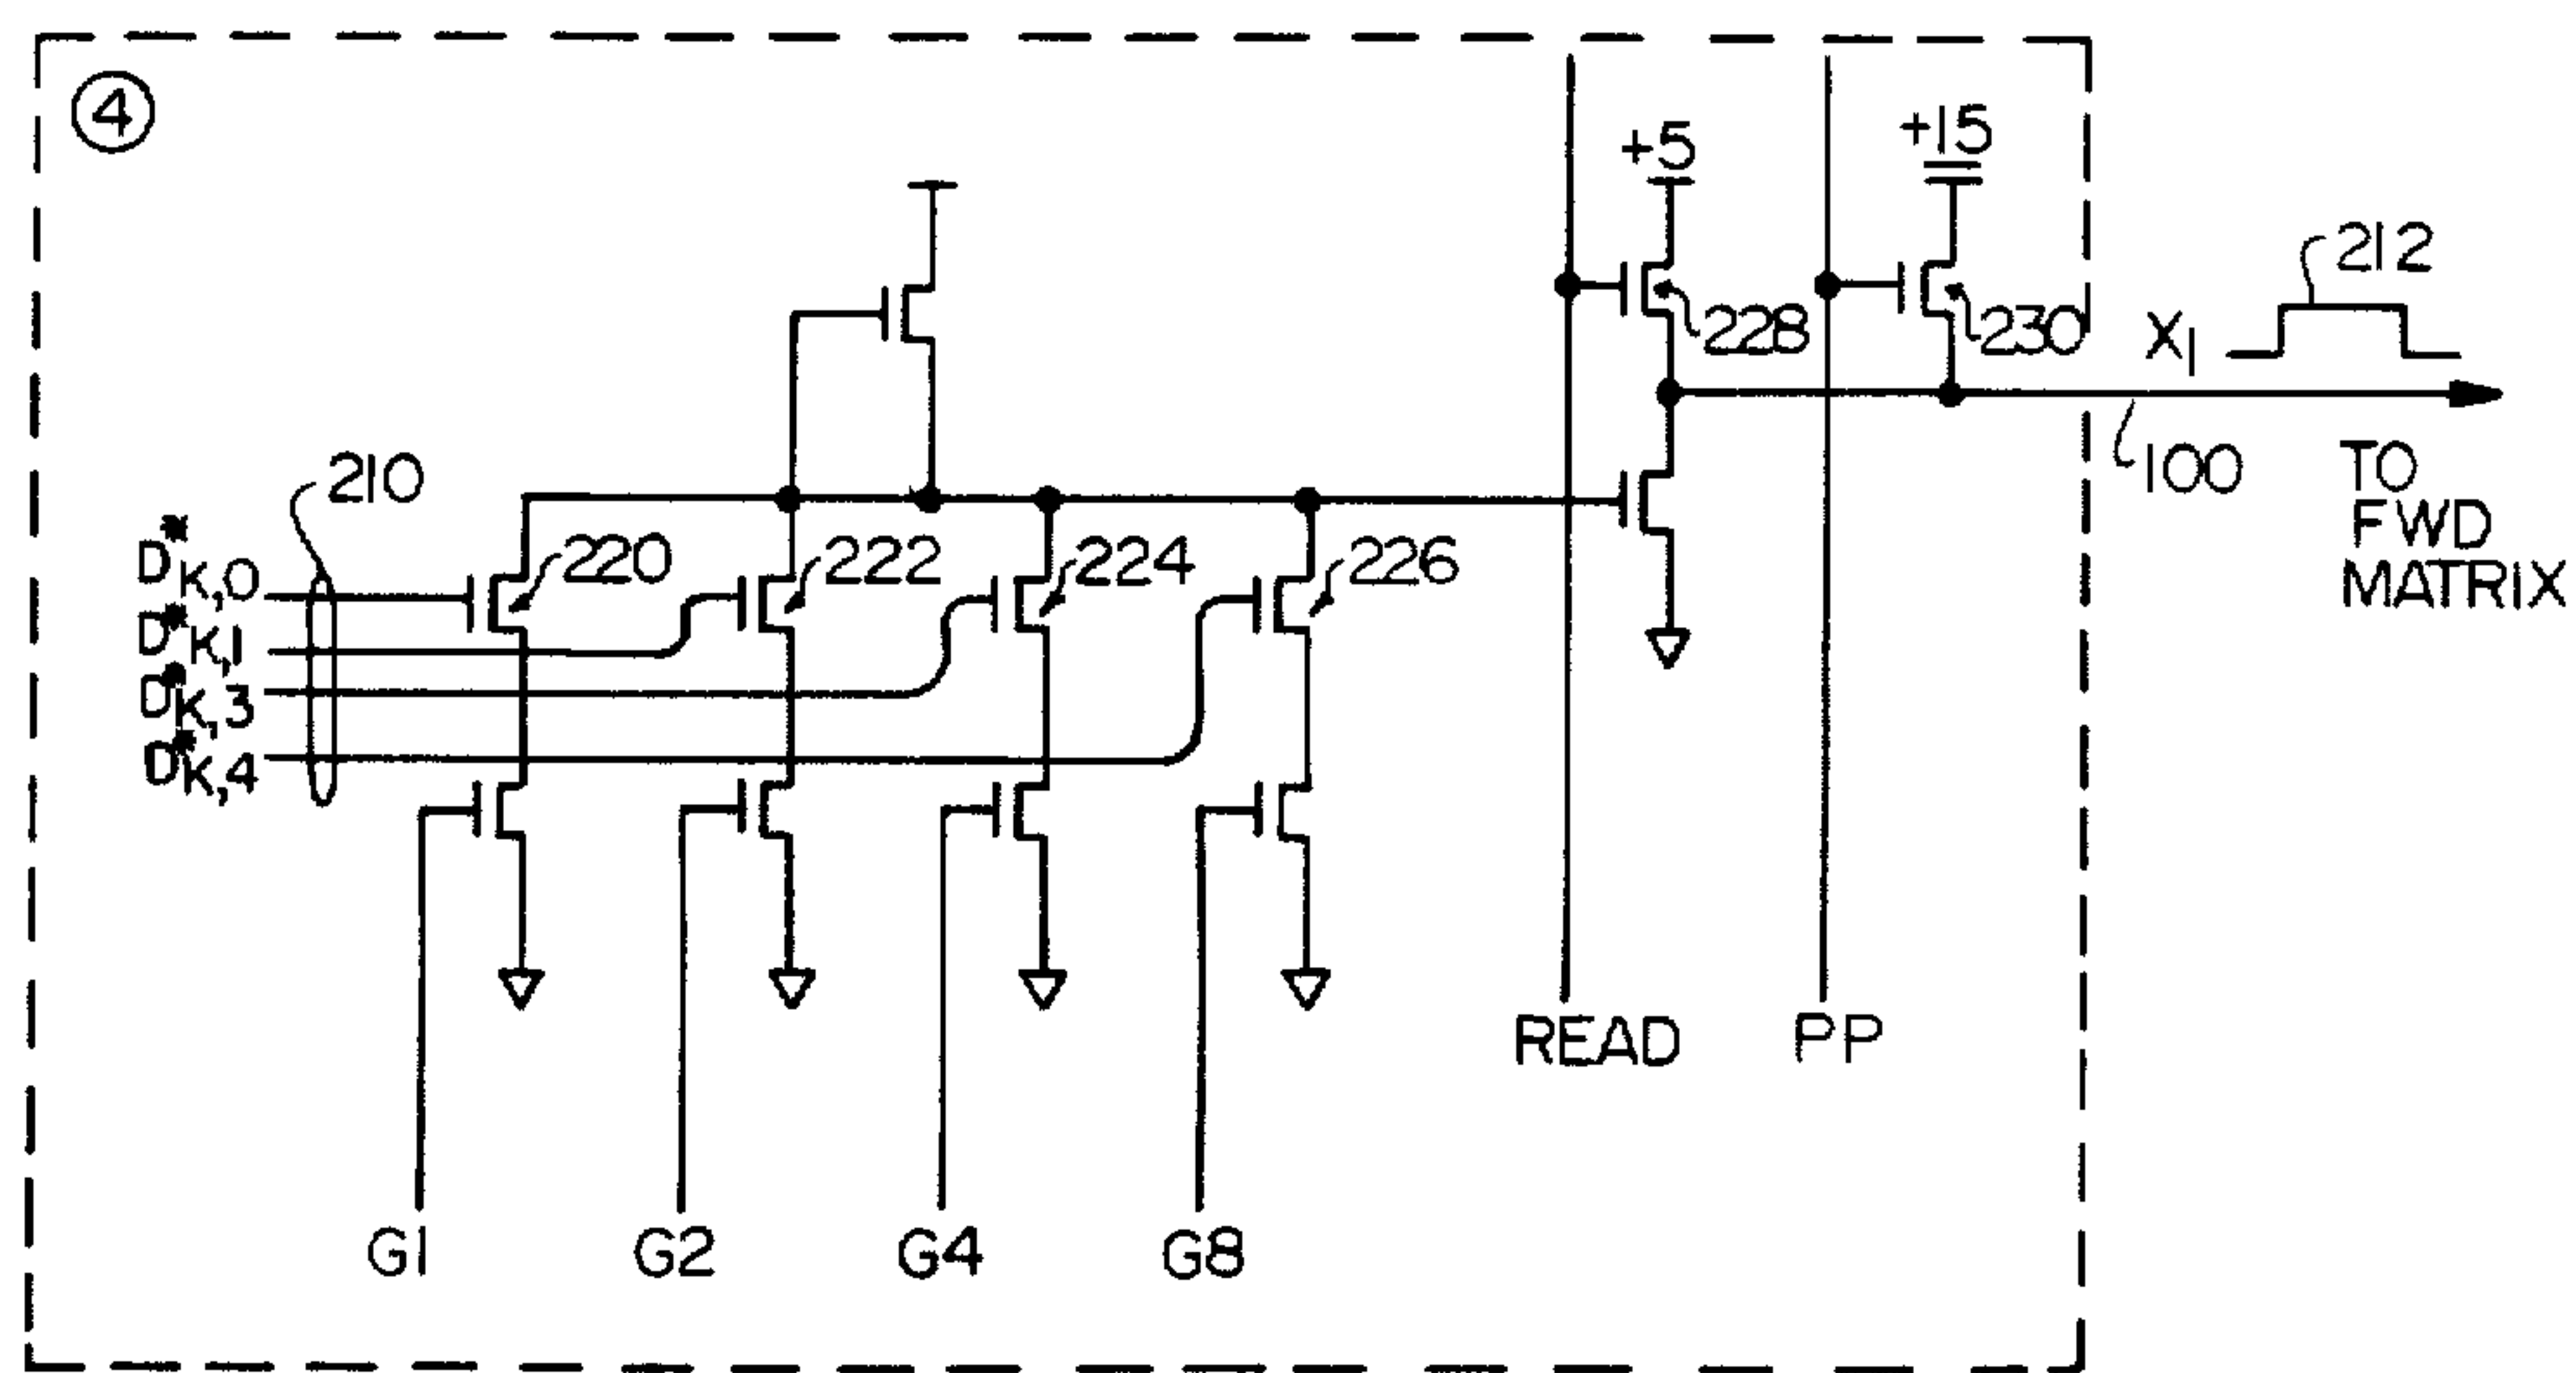 ④
+5
+15
212
228
230
X1
210
100
TO
FWD
MATRIX
D*K,0
220
222
224
226
D*K,1
D*K,3
D*K,4
READ
PP
G1
G2
G4
G8